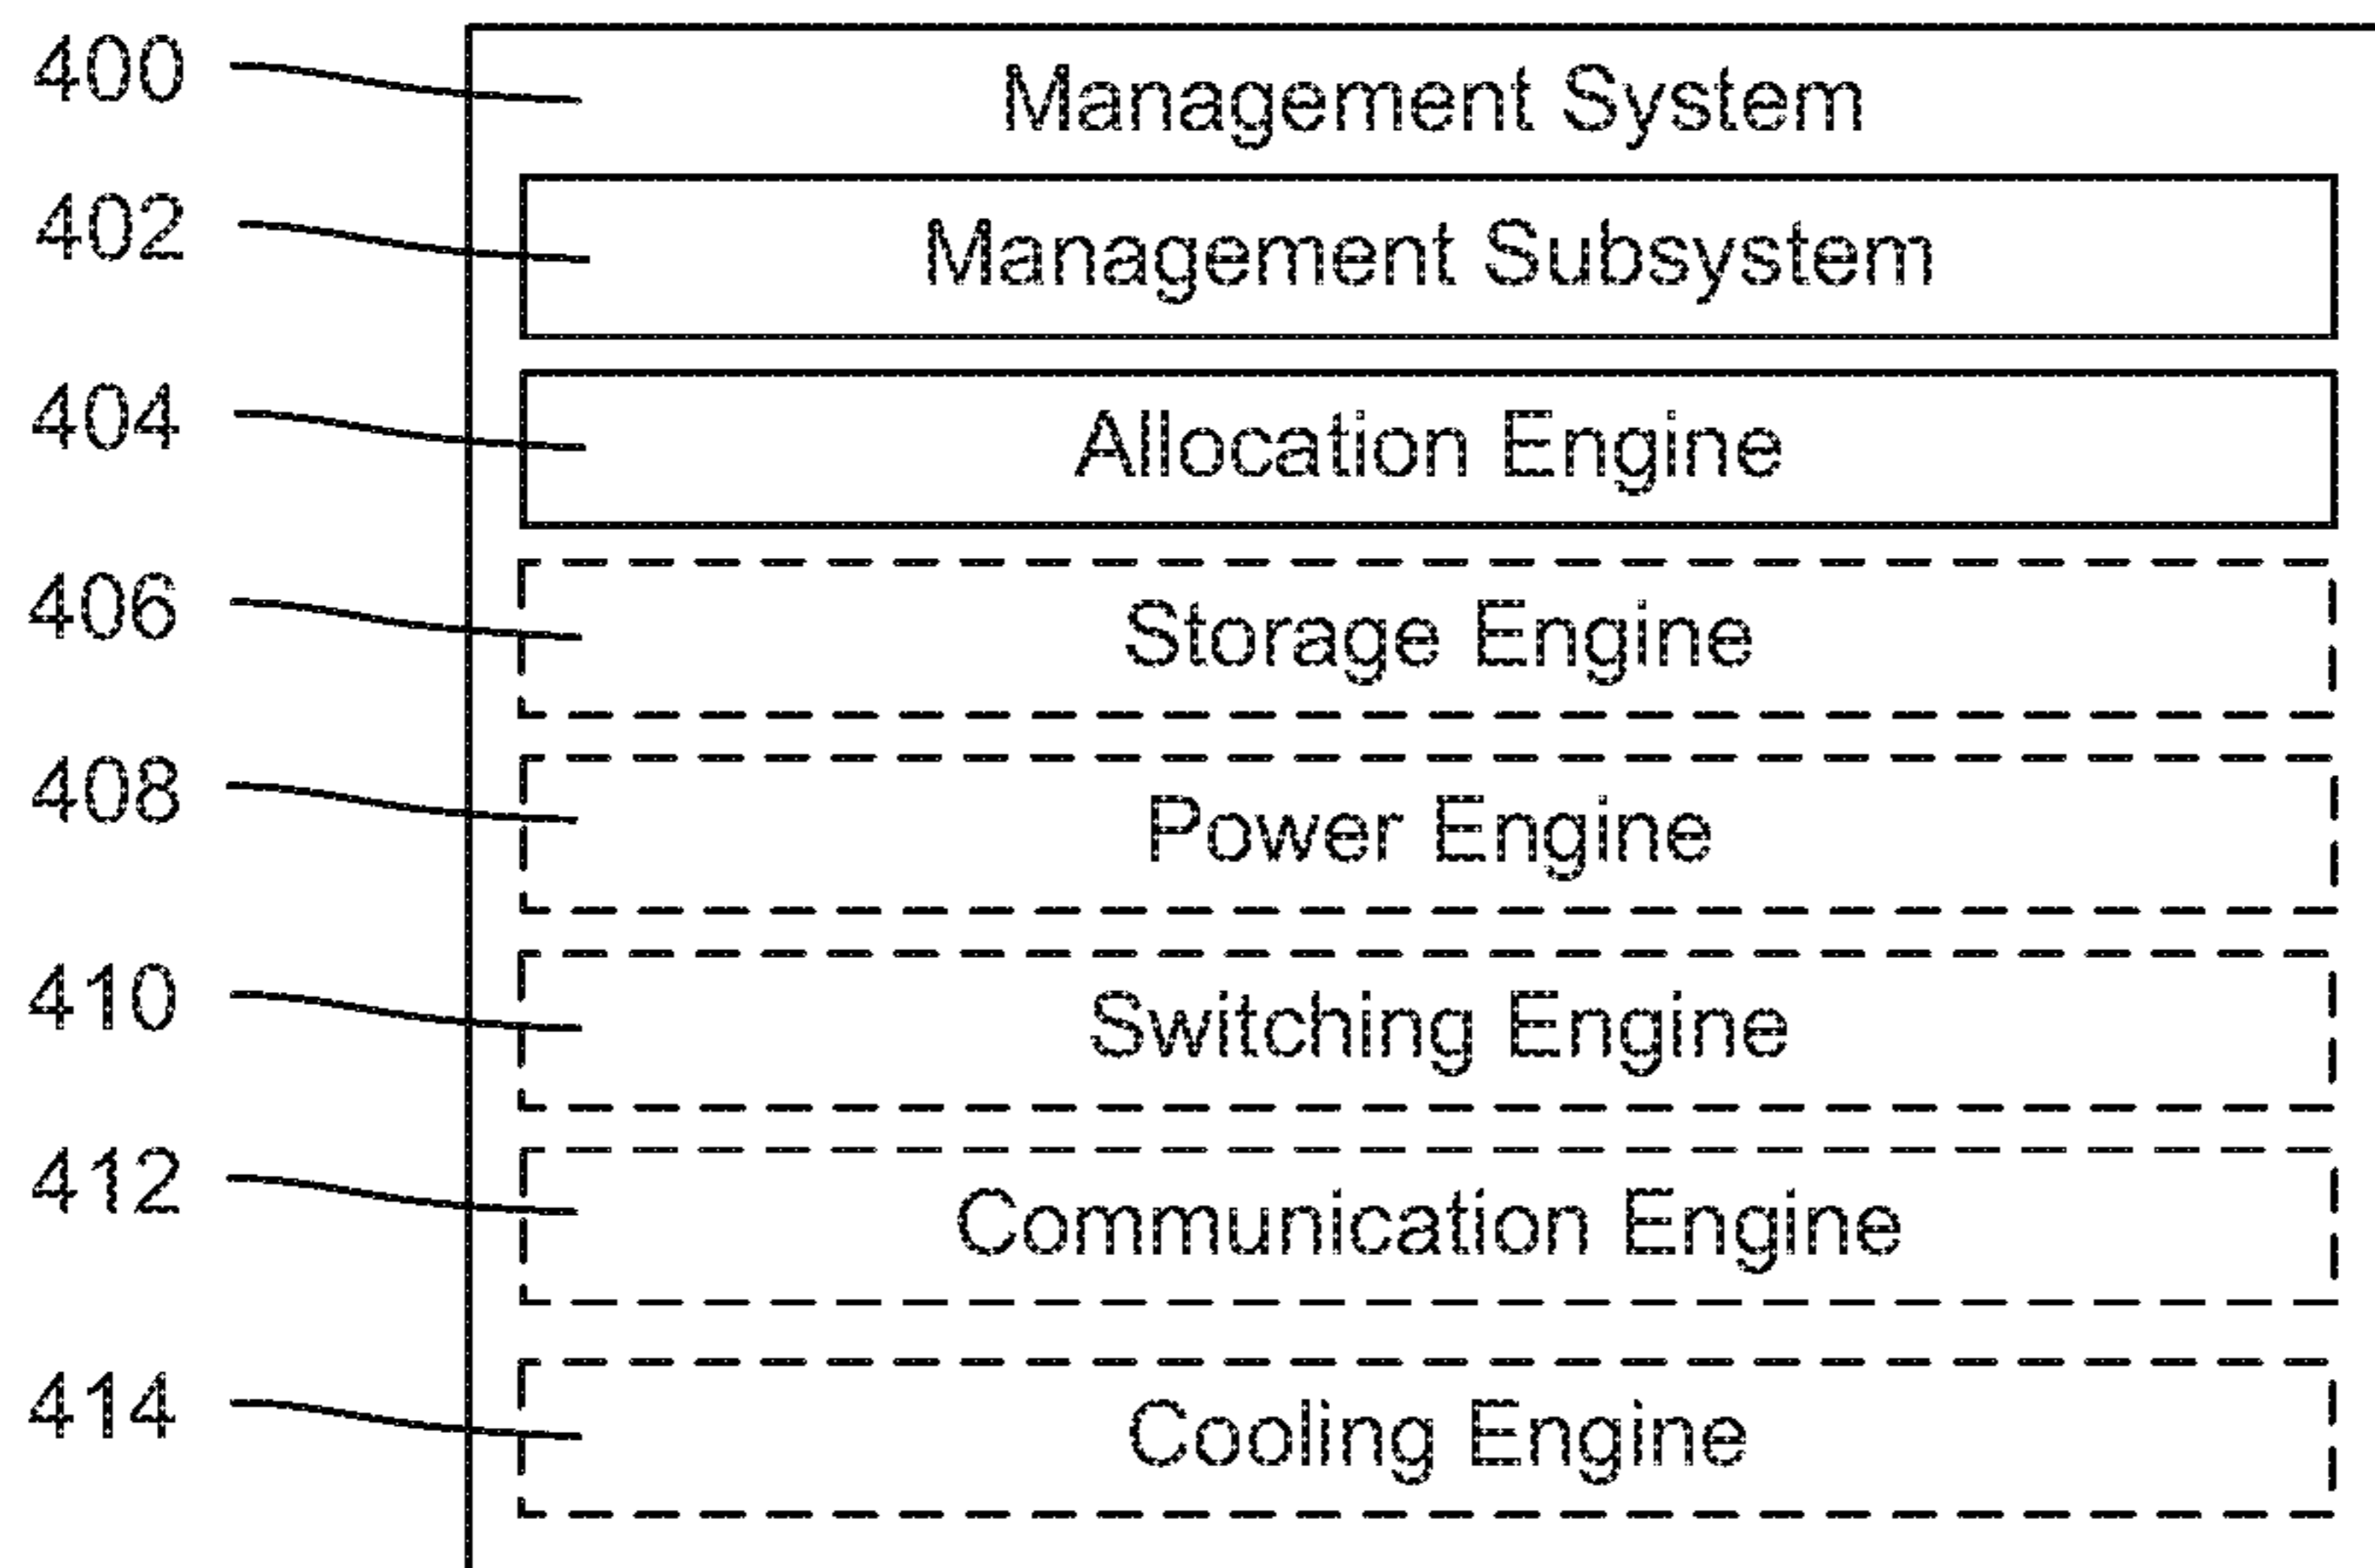 400 Management System
402 Management Subsystem
404 Allocation Engine
406 Storage Engine
408 Power Engine
410 Switching Engine
412 Communication Engine
414 Cooling Engine